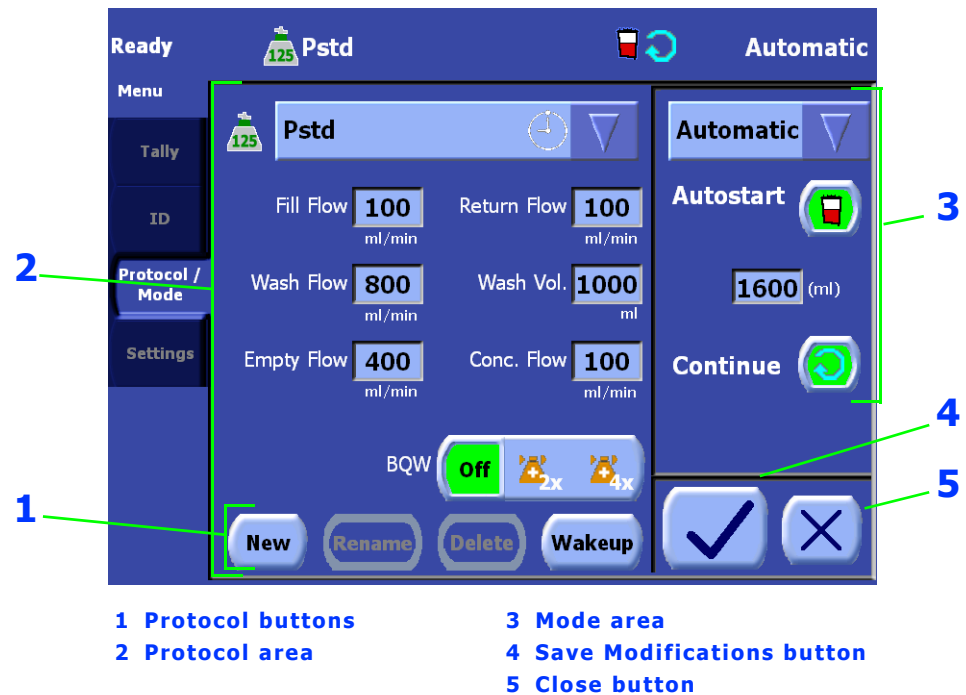 Ready
125 Pstd
Automatic
Menu
Tally
ID
Protocol /
Mode
Settings
125
Pstd
Fill Flow 100 ml/min
Return Flow 100 ml/min
Wash Flow 800 ml/min
Wash Vol. 1000 ml
Empty Flow 400 ml/min
Conc. Flow 100 ml/min
BQW Off 2x 4x
New Rename Delete Wakeup
Automatic
Autostart
1600 (ml)
Continue
1
2
3
4
5
1 Protocol buttons
2 Protocol area
3 Mode area
4 Save Modifications button
5 Close button